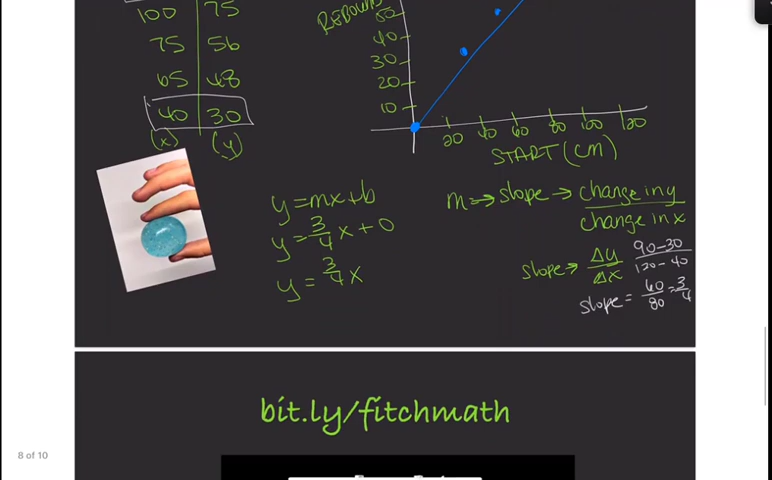 100 75
75 56
65 48
40 30
(x) (y)
REBOUND
50
40
30
20
10
20 40 60 80 100 120
START (CM)
y=mx+b
y=3/4x+0
y=3/4x
m→slope→ change in y
change in x
slope→ Δy/Δx 90-30/120-40
slope= 60/80=3/4
bit.ly/fitchmath
8 of 10